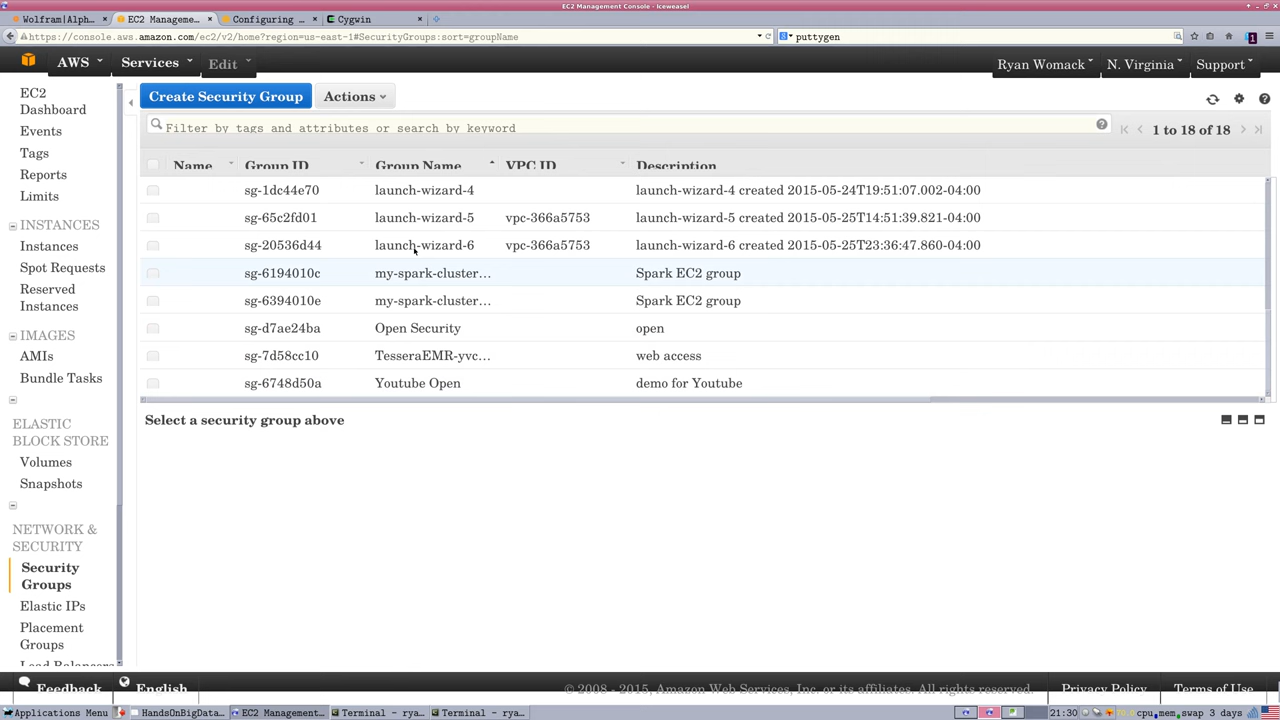 EC2 Management Console - Iceweasel
Wolfram|Alph...
EC2 Manageme...
Configuring ...
Cygwin
https://console.aws.amazon.com/ec2/v2/home?region=us-east-1#SecurityGroups:sort=groupName
puttygen
AWS
Services
Edit
Ryan Womack
N. Virginia
Support
EC2
Dashboard
Events
Tags
Reports
Limits
INSTANCES
Instances
Spot Requests
Reserved
Instances
IMAGES
AMIs
Bundle Tasks
ELASTIC
BLOCK STORE
Volumes
Snapshots
NETWORK &
SECURITY
Security
Groups
Elastic IPs
Placement
Groups
Load Balancers
Create Security Group
Actions
Filter by tags and attributes or search by keyword
1 to 18 of 18
Name Group ID Group Name VPC ID Description
sg-1dc44e70 launch-wizard-4 launch-wizard-4 created 2015-05-24T19:51:07.002-04:00
sg-65c2fd01 launch-wizard-5 vpc-366a5753 launch-wizard-5 created 2015-05-25T14:51:39.821-04:00
sg-20536d44 launch-wizard-6 vpc-366a5753 launch-wizard-6 created 2015-05-25T23:36:47.860-04:00
sg-6194010c my-spark-cluster... Spark EC2 group
sg-6394010e my-spark-cluster... Spark EC2 group
sg-d7ae24ba Open Security open
sg-7d58cc10 TesseraEMR-yvc... web access
sg-6748d50a Youtube Open demo for Youtube
Select a security group above
Feedback
English
© 2008 - 2015, Amazon Web Services, Inc. or its affiliates. All rights reserved.
Privacy Policy
Terms of Use
Applications Menu
HandsOnBigData...
EC2 Management...
Terminal - rya...
Terminal - rya...
21:30
cpu mem swap 3 days